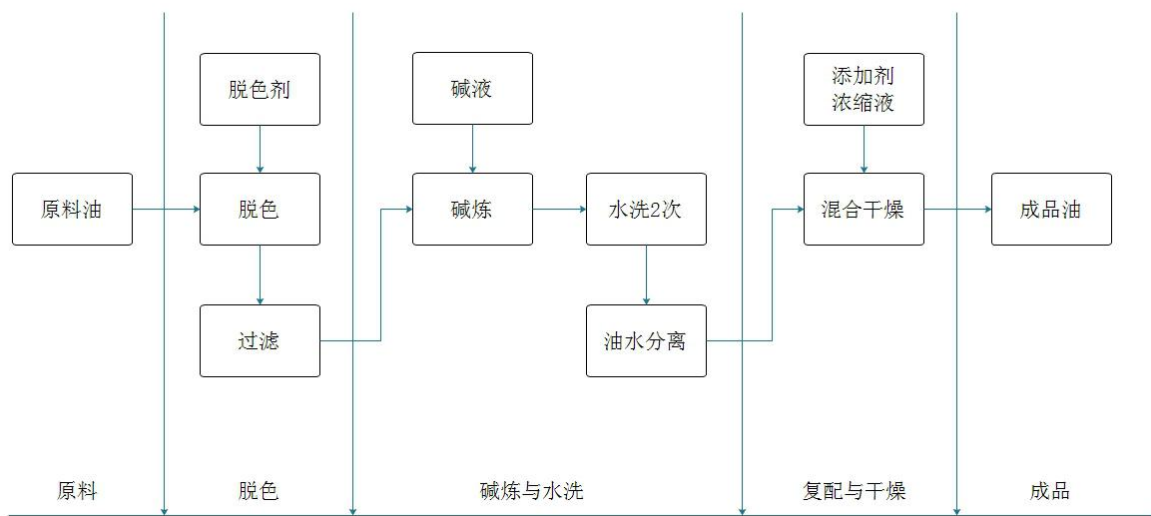 脱色剂
碱液
添加剂
浓缩液
原料油
脱色
碱炼
水洗2次
混合干燥
成品油
过滤
油水分离
原料
脱色
碱炼与水洗
复配与干燥
成品